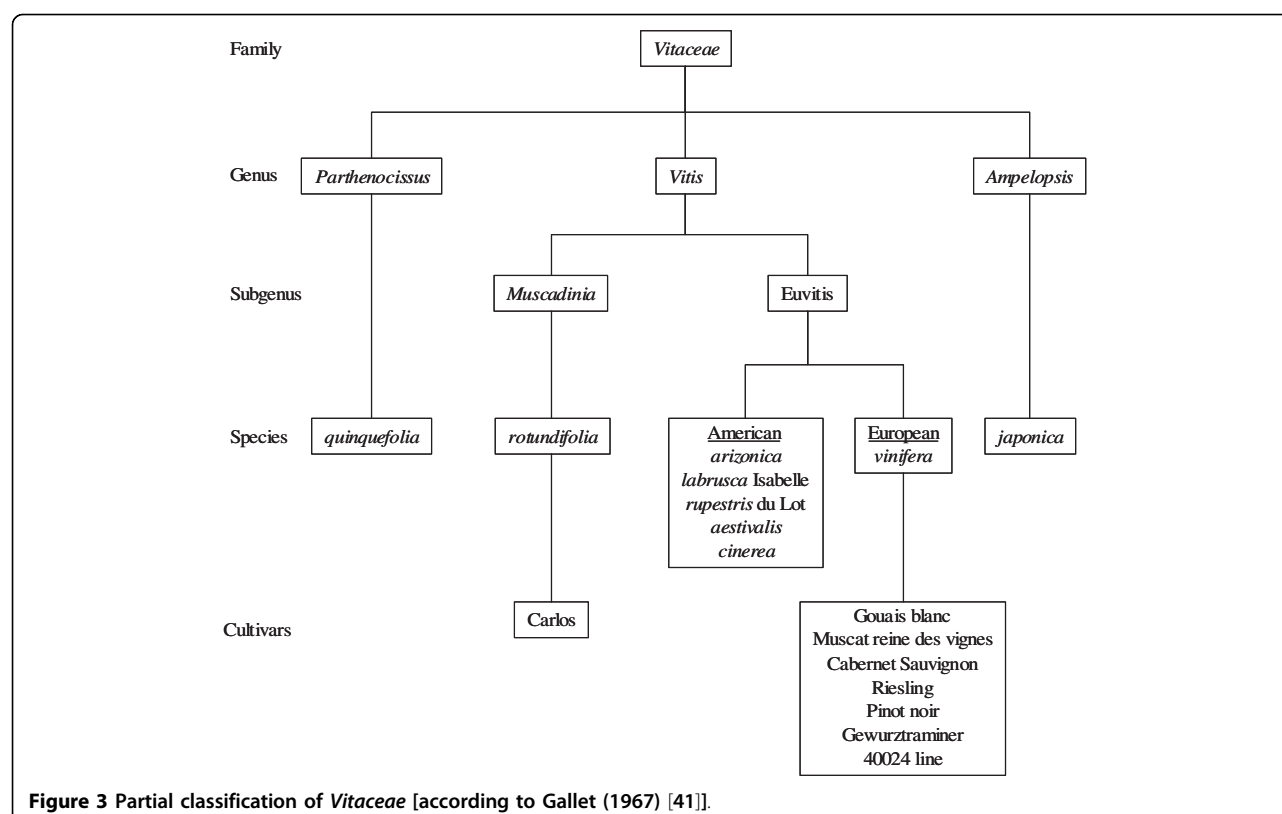 Family
Vitaceae
Genus
Parthenocissus
Vitis
Ampelopsis
Subgenus
Muscadinia
Euvitis
Species
quinquefolia
rotundifolia
American
arizonica
labrusca Isabelle
rupestris du Lot
aestivalis
cinerea
European
vinifera
japonica
Cultivars
Carlos
Gouais blanc
Muscat reine des vignes
Cabernet Sauvignon
Riesling
Pinot noir
Gewurztraminer
40024 line
Figure 3 Partial classification of Vitaceae [according to Gallet (1967) [41]].